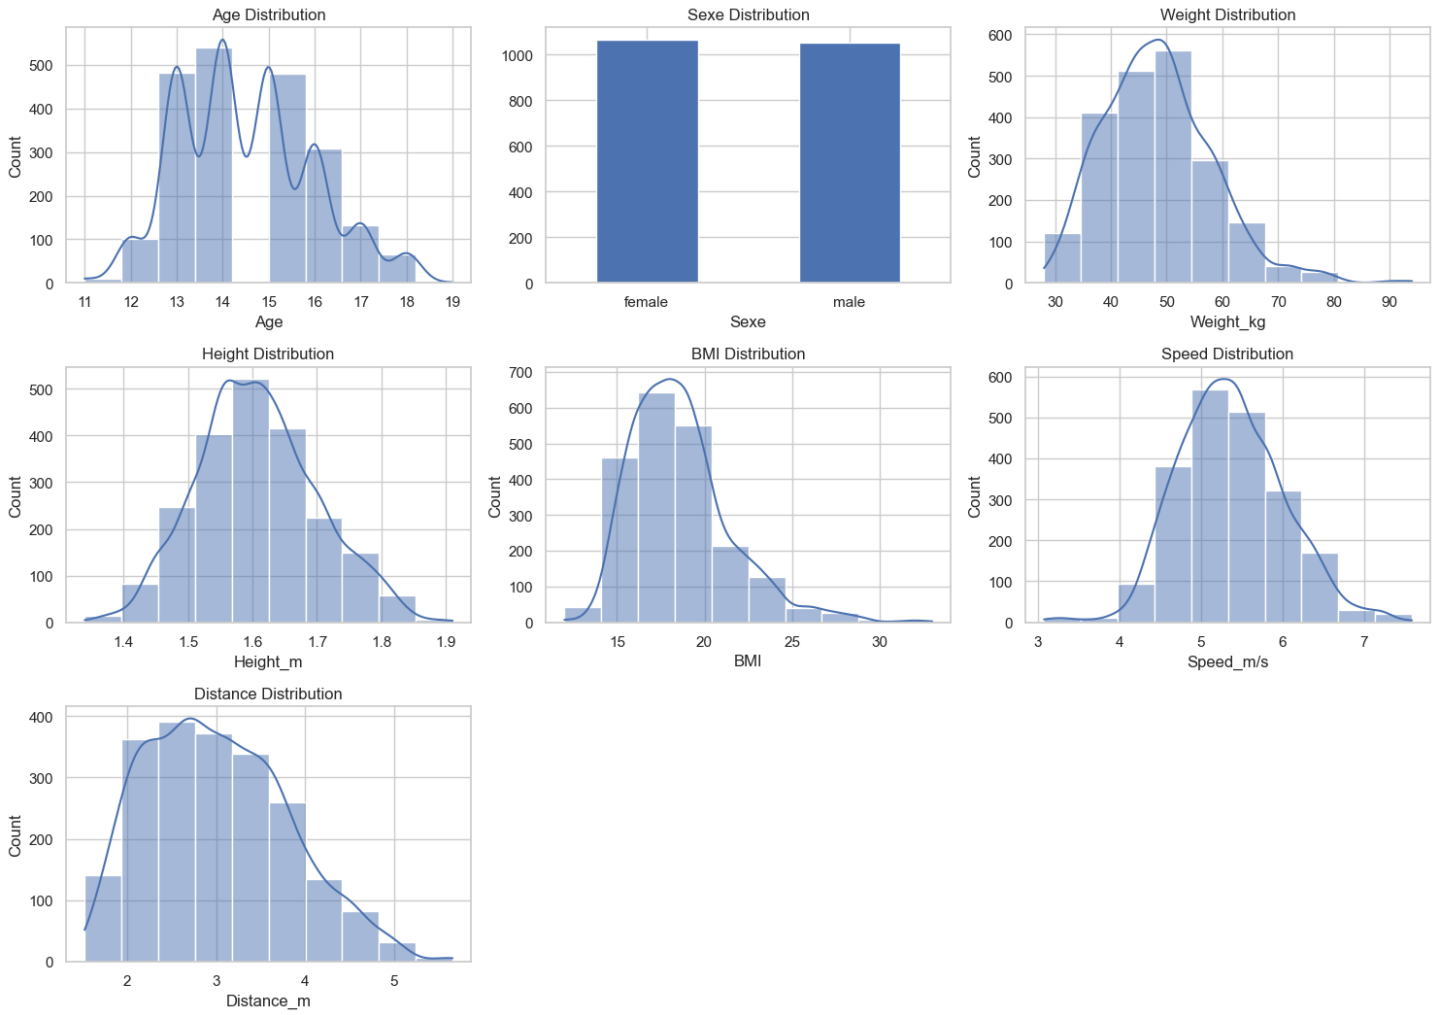 Age Distribution
Count
500
400
300
200
100
0
11 12 13 14 15 16 17 18 19
Age
Sexe Distribution
1000
800
600
400
200
0
female male
Sexe
Weight Distribution
Count
600
500
400
300
200
100
0
30 40 50 60 70 80 90
Weight_kg
Height Distribution
Count
500
400
300
200
100
0
1.4 1.5 1.6 1.7 1.8 1.9
Height_m
BMI Distribution
Count
700
600
500
400
300
200
100
0
15 20 25 30
BMI
Speed Distribution
Count
600
500
400
300
200
100
0
3 4 5 6 7
Speed_m/s
Distance Distribution
Count
400
300
200
100
0
2 3 4 5
Distance_m